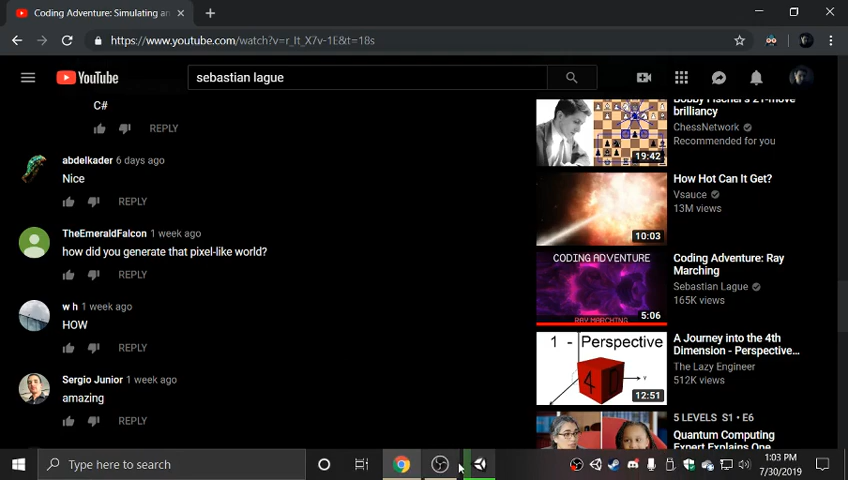 Coding Adventure: Simulating an
https://www.youtube.com/watch?v=r_It_X7v-1E&t=18s
YouTube
sebastian lague
C#
REPLY
abdelkader 6 days ago
Nice
REPLY
TheEmeraldFalcon 1 week ago
how did you generate that pixel-like world?
REPLY
w h 1 week ago
HOW
REPLY
Sergio Junior 1 week ago
amazing
REPLY
Bobby Fischer's 21-move
brilliancy
ChessNetwork
Recommended for you
19:42
How Hot Can It Get?
Vsauce
13M views
10:03
CODING ADVENTURE
RAY MARCHING
5:06
Coding Adventure: Ray
Marching
Sebastian Lague
165K views
1 - Perspective
4 D
12:51
A Journey into the 4th
Dimension - Perspective...
The Lazy Engineer
512K views
5 LEVELS S1 • E6
Quantum Computing
Expert Explains One
Type here to search
1:03 PM
7/30/2019